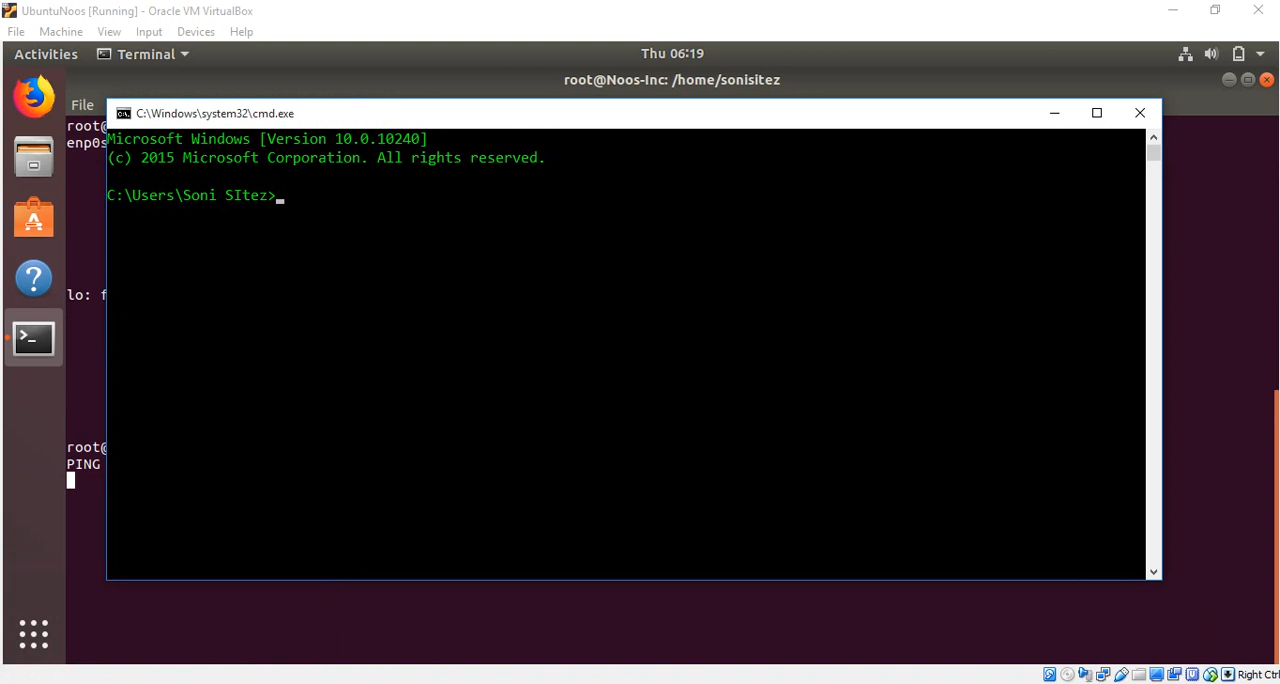 UbuntuNoos [Running] - Oracle VM VirtualBox
File Machine View Input Devices Help
Activities Terminal Thu 06:19
root@Noos-Inc: /home/sonisitez
File
C:\Windows\system32\cmd.exe
root@
enp0s
Microsoft Windows [Version 10.0.10240]
(c) 2015 Microsoft Corporation. All rights reserved.
C:\Users\Soni SItez>
lo: f
root@
PING
Right Ctrl